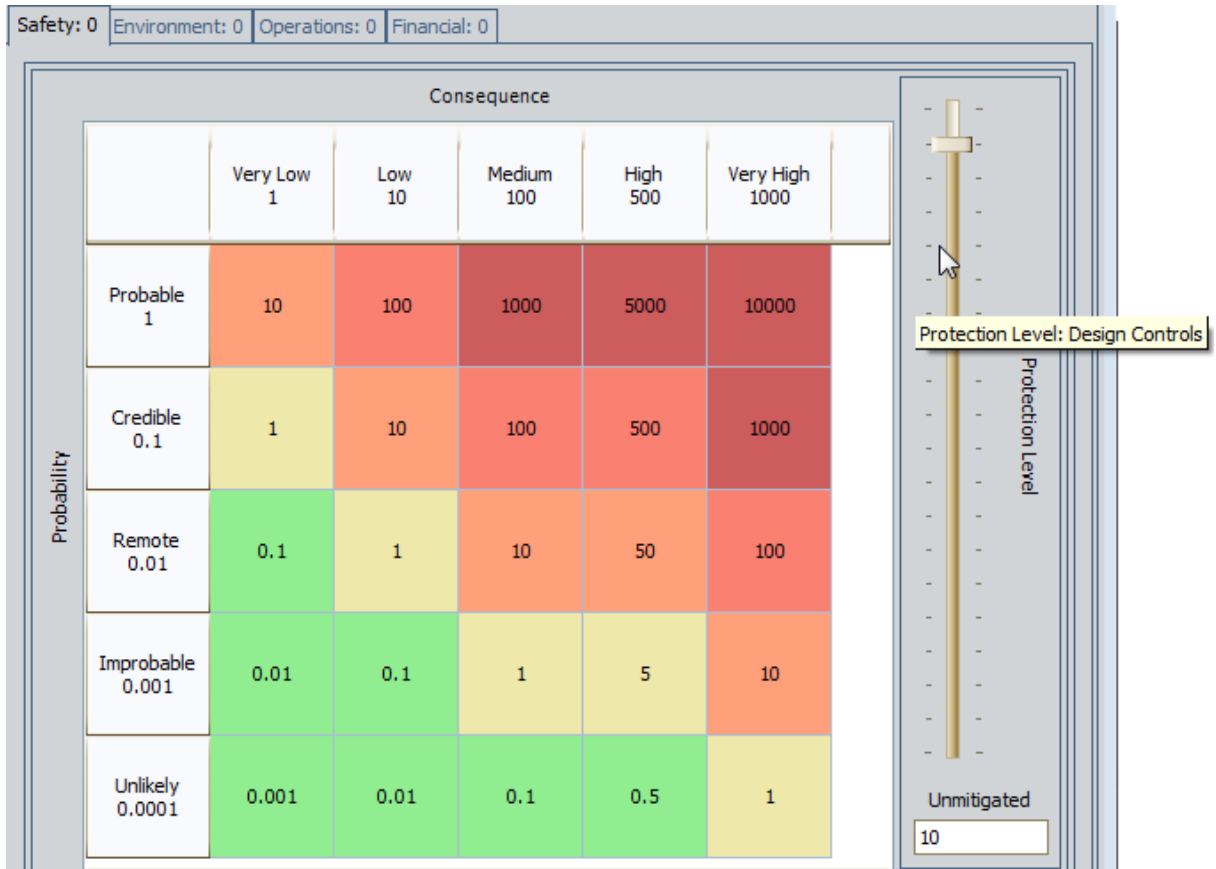 Safety: 0 Environment: 0 Operations: 0 Financial: 0
Consequence
Very Low Low Medium High Very High
1 10 100 500 1000
Probable
1
10 100 1000 5000 10000
Protection Level: Design Controls
Credible
0.1
1 10 100 500 1000
Protection Level
Probability
Remote
0.01
0.1 1 10 50 100
Improbable
0.001
0.01 0.1 1 5 10
Unlikely
0.0001
0.001 0.01 0.1 0.5 1
Unmitigated
10